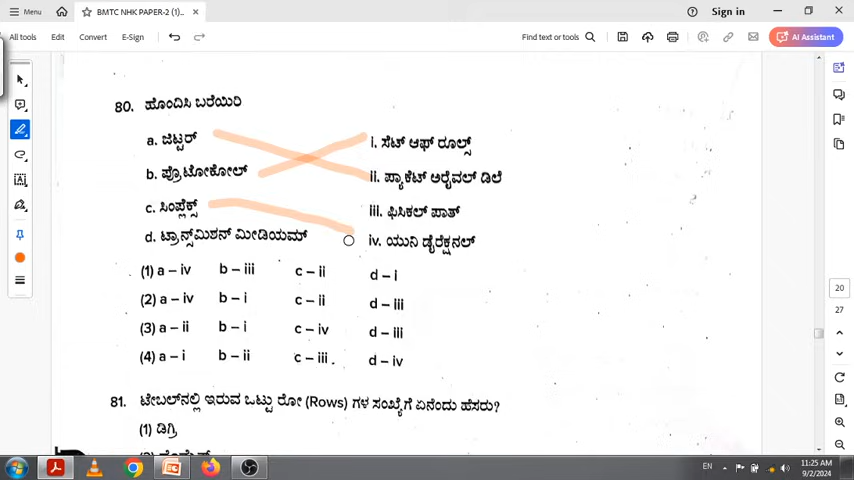 Menu
BMTC NHK PAPER-2 (1)...
Sign in
All tools Edit Convert E-Sign
Find text or tools
AI Assistant
80. ಹೊಂದಿಸಿ ಬರೆಯಿರಿ
a. ಜಿಟ್ಟರ್ i. ಸೆಟ್ ಆಫ್ ರೂಲ್ಸ್
b. ಪ್ರೊಟೋಕೋಲ್ ii. ಪ್ಯಾಕೆಟ್ ಅರೈವಲ್ ಡಿಲೆ
c. ಸಿಂಪ್ಲೆಕ್ಸ್ iii. ಫಿಸಿಕಲ್ ಪಾತ್
d. ಟ್ರಾನ್ಸ್‌ಮಿಶನ್ ಮೀಡಿಯಮ್ iv. ಯುನಿ ಡೈರೆಕ್ಷನಲ್
(1) a – iv b – iii c – ii d – i
(2) a – iv b – i c – ii d – iii
(3) a – ii b – i c – iv d – iii
(4) a – i b – ii c – iii . d – iv
81. ಟೇಬಲ್‌ನಲ್ಲಿ ಇರುವ ಒಟ್ಟು ರೋ (Rows) ಗಳ ಸಂಖ್ಯೆಗೆ ಏನೆಂದು ಹೆಸರು?
(1) ಡಿಗ್ರಿ
20
27
EN
11:25 AM
9/2/2024